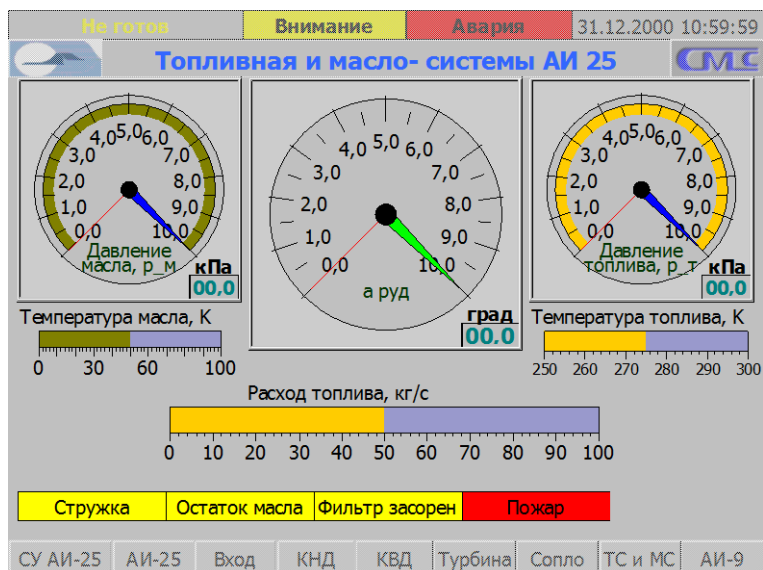 Не готов Внимание Авария 31.12.2000 10:59:59
Топливная и масло- системы АИ 25 СМС
0,0 1,0 2,0 3,0 4,0 5,0 6,0 7,0 8,0 9,0 10,0
Давление
масла, p_м кПа
00,0
0,0 1,0 2,0 3,0 4,0 5,0 6,0 7,0 8,0 9,0 10,0
а руд
град
00.0
0,0 1,0 2,0 3,0 4,0 5,0 6,0 7,0 8,0 9,0 10,0
Давление
топлива, p_т кПа
00,0
Температура масла, К
0 30 60 100
Температура топлива, К
250 260 270 280 290 300
Расход топлива, кг/с
0 10 20 30 40 50 60 70 80 90 100
Стружка Остаток масла Фильтр засорен Пожар
СУ АИ-25 АИ-25 Вход КНД КВД Турбина Сопло ТС и МС АИ-9